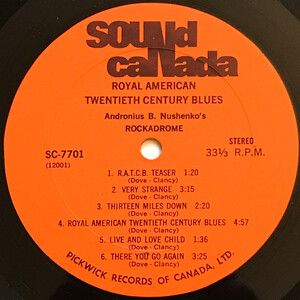 SOUNd
caNada
ROYAL AMERICAN
TWENTIETH CENTURY BLUES
Andronius B. Nushenko's
ROCKADROME
STEREO
SC-7701
33⅓ R.P.M.
(12001)
1. R.A.T.C.B. TEASER 1:20
(Dove - Clancy)
2. VERY STRANGE 3:15
(Dove - Clancy)
3. THIRTEEN MILES DOWN 2:20
(Dove - Clancy)
4. ROYAL AMERICAN TWENTIETH CENTURY BLUES 4:57
(Dove - Clancy)
5. LIVE AND LOVE CHILD 1:36
(Dove - Clancy)
6. THERE YOU GO AGAIN 3:25
(Dove - Clancy)
PICKWICK RECORDS OF CANADA, LTD.